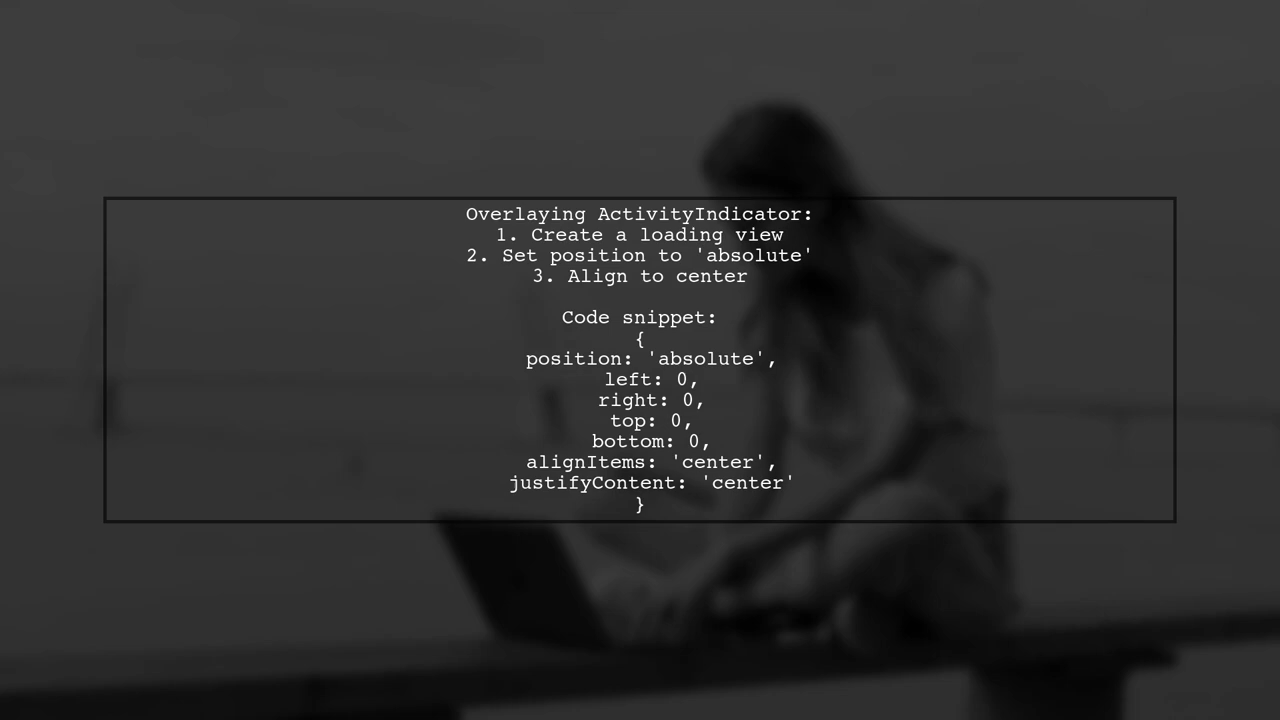 Overlaying ActivityIndicator:
1. Create a loading view
2. Set position to 'absolute'
3. Align to center
Code snippet:
{
position: 'absolute',
left: 0,
right: 0,
top: 0,
bottom: 0,
alignItems: 'center',
justifyContent: 'center'
}